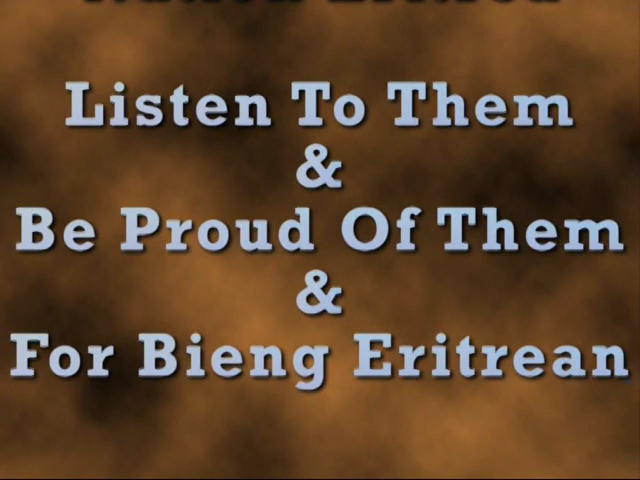 Listen To Them
&
Be Proud Of Them
&
For Bieng Eritrean